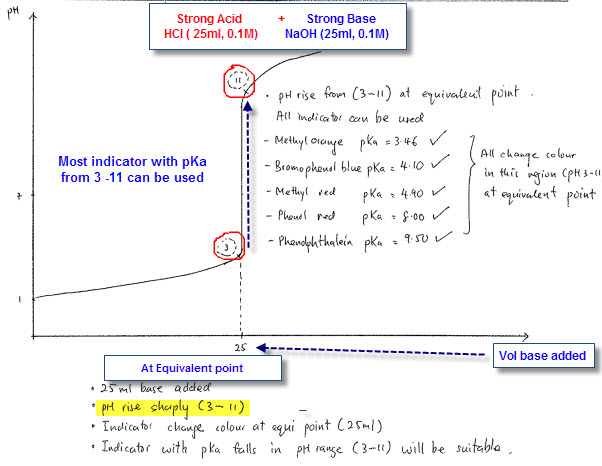 pH
Strong Acid + Strong Base
HCl ( 25ml, 0.1M) NaOH (25ml, 0.1M)
11
• pH rise from (3-11) at equivalent point.
All indicator can be used
- Methyl orange pKa = 3.46 ✓
- Bromophenol blue pKa = 4.10 ✓
- Methyl red pKa = 4.90 ✓
- Phenol red pKa = 8.00 ✓
- Phenolphthalein pKa = 9.50 ✓
All change colour
in this region (pH 3-11
at equivalent point
Most indicator with pKa
from 3 -11 can be used
7
3
1
25
Vol base added
At Equivalent point
• 25ml base added
• pH rise shaply (3-11)
• Indicator change colour at equi point (25ml)
• Indicator with pka falls in pH range (3-11) will be suitable.